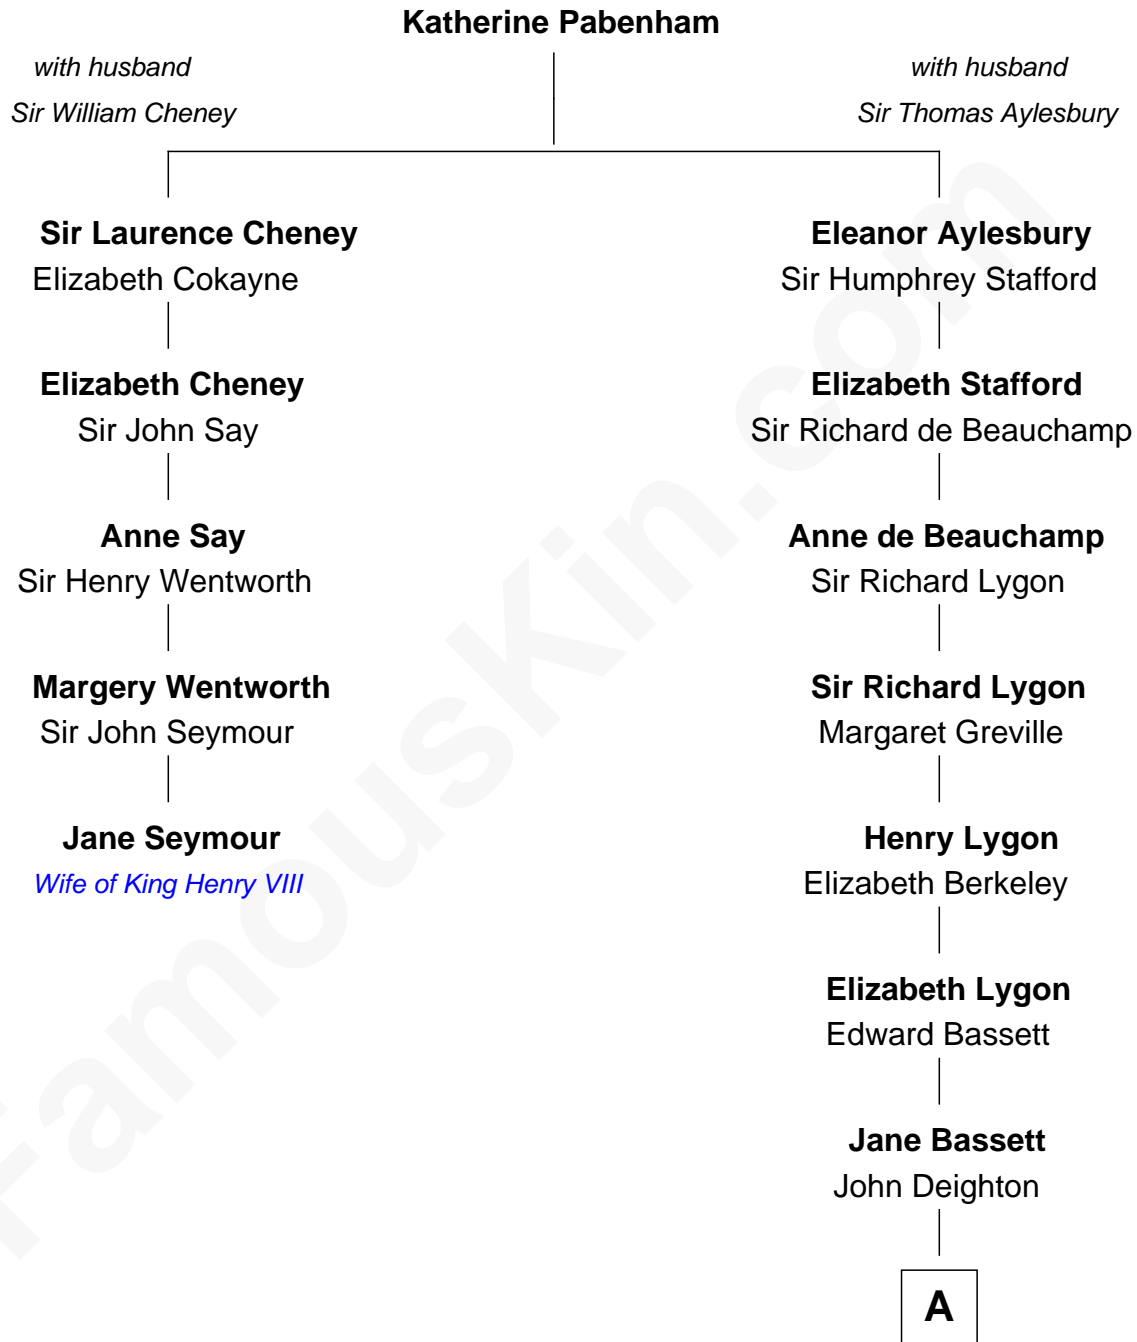 Katherine Pabenham
with husband
Sir William Cheney
with husband
Sir Thomas Aylesbury
Sir Laurence Cheney
Elizabeth Cokayne
Elizabeth Cheney
Sir John Say
Anne Say
Sir Henry Wentworth
Margery Wentworth
Sir John Seymour
Jane Seymour
Wife of King Henry VIII
Eleanor Aylesbury
Sir Humphrey Stafford
Elizabeth Stafford
Sir Richard de Beauchamp
Anne de Beauchamp
Sir Richard Lygon
Sir Richard Lygon
Margaret Greville
Henry Lygon
Elizabeth Berkeley
Elizabeth Lygon
Edward Bassett
Jane Bassett
John Deighton
A
FamousKin.com